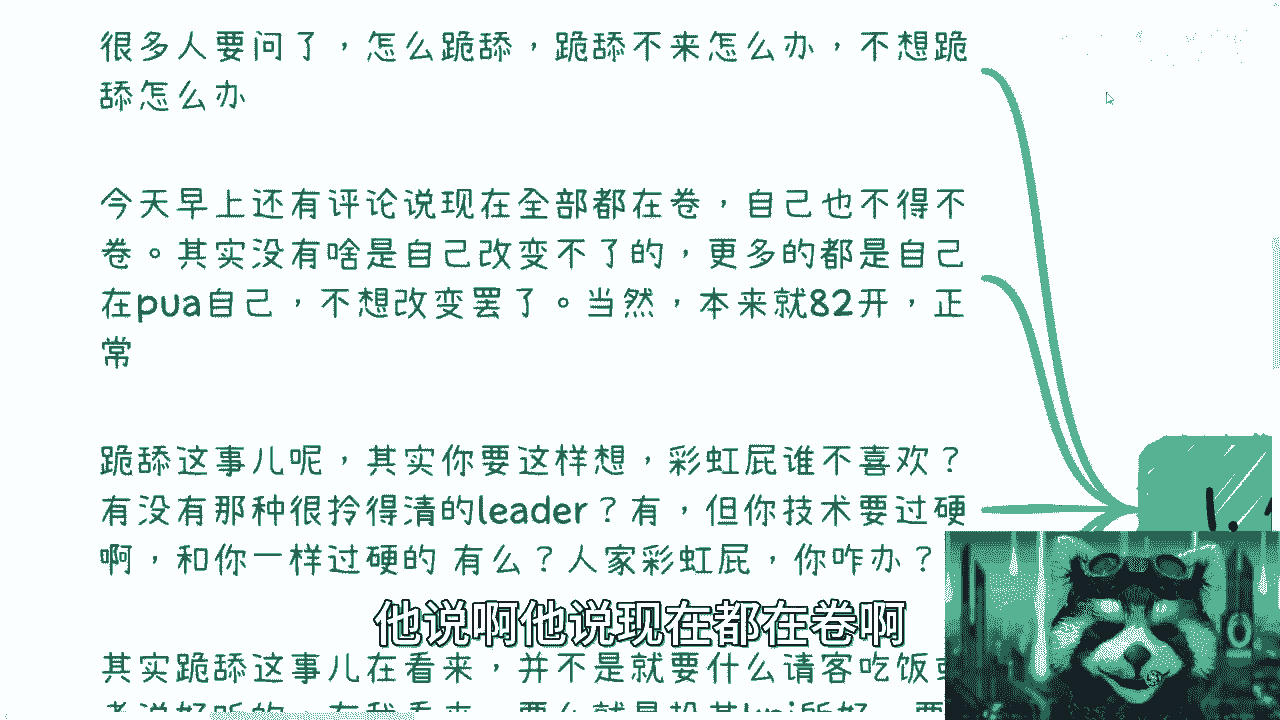 很多人要问了，怎么跪舔，跪舔不来怎么办，不想跪
舔怎么办
今天早上还有评论说现在全部都在卷，自己也不得不
卷。其实没有啥是自己改变不了的，更多的都是自己
在pua自己，不想改变罢了。当然，本来就82开，正
常
跪舔这事儿呢，其实你要这样想，彩虹屁谁不喜欢？
有没有那种很拎得清的leader？有，但你技术要过硬
啊，和你一样过硬的 有么？人家彩虹屁，你咋办？
1.
他说啊他说现在都在卷啊
其实跪舔这事儿在看来，并不是就要什么请客吃饭或